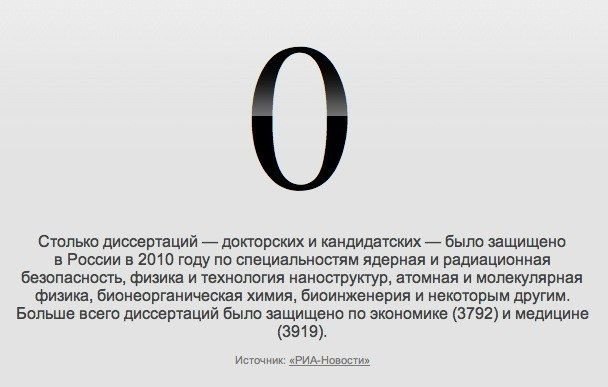 0
Столько диссертаций — докторских и кандидатских — было защищено
в России в 2010 году по специальностям ядерная и радиационная
безопасность, физика и технология наноструктур, атомная и молекулярная
физика, бионеорганическая химия, биоинженерия и некоторым другим.
Больше всего диссертаций было защищено по экономике (3792) и медицине
(3919).
Источник: «РИА-Новости»